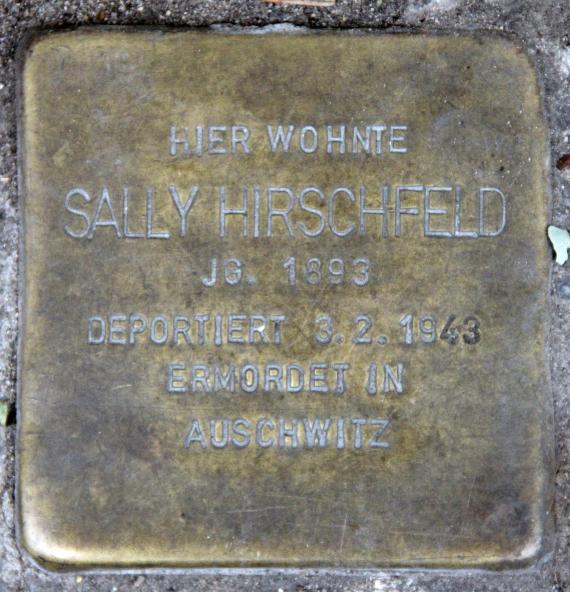 HIER WOHNTE
SALLY HIRSCHFELD
JG. 1893
DEPORTIERT 3.2.1943
ERMORDET IN
AUSCHWITZ